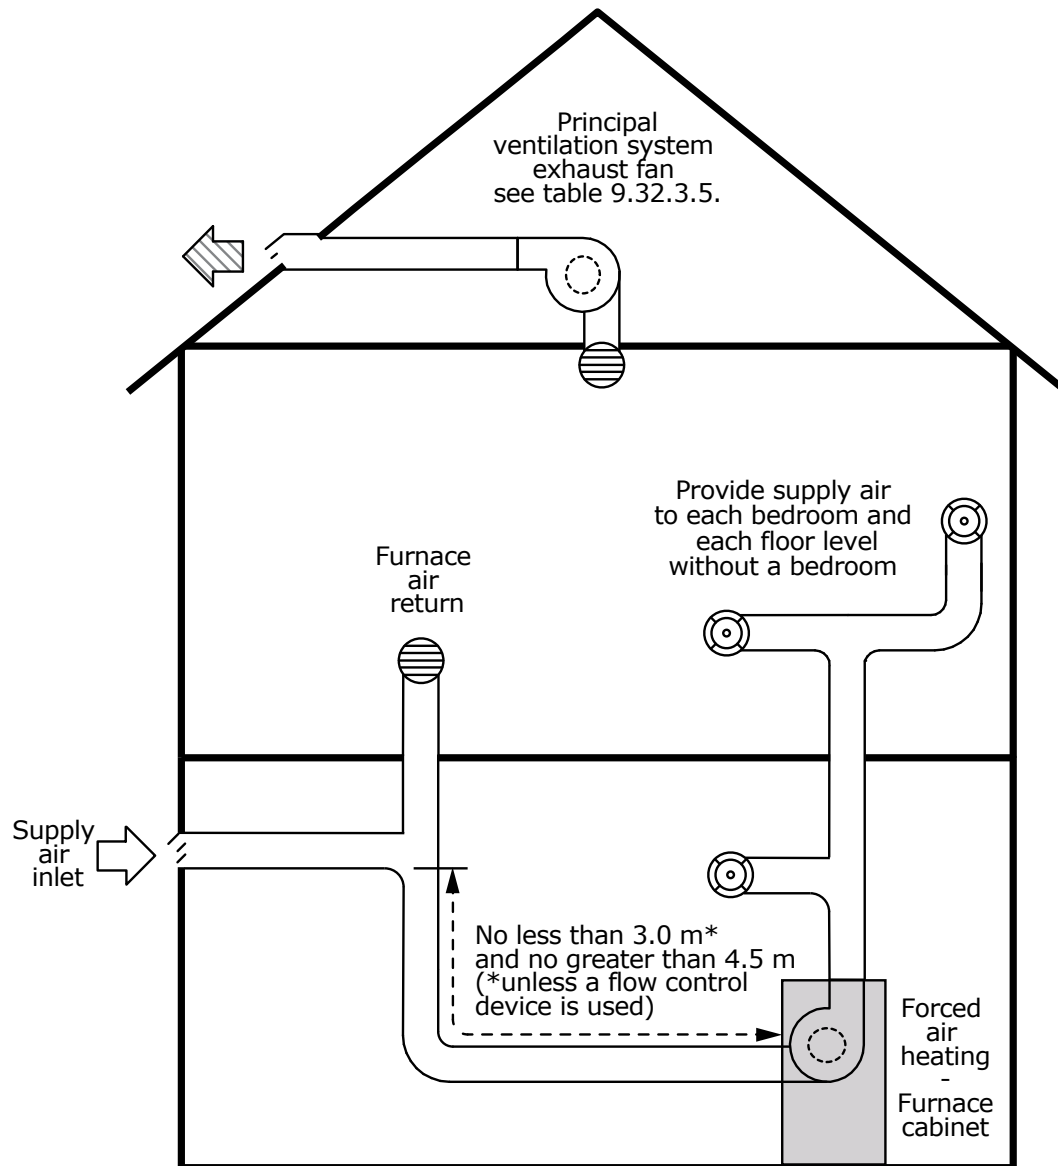 Principal
ventilation system
exhaust fan
see table 9.32.3.5.
Provide supply air
to each bedroom and
each floor level
without a bedroom
Furnace
air
return
Supply
air
inlet
No less than 3.0 m*
and no greater than 4.5 m
(*unless a flow control
device is used)
Forced
air
heating
-
Furnace
cabinet